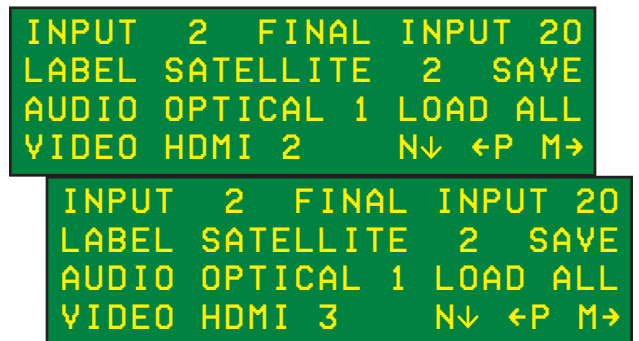 INPUT 2 FINAL INPUT 20
LABEL SATELLITE 2 SAVE
AUDIO OPTICAL 1 LOAD ALL
VIDEO HDMI 2 N↓ ←P M→
INPUT 2 FINAL INPUT 20
LABEL SATELLITE 2 SAVE
AUDIO OPTICAL 1 LOAD ALL
VIDEO HDMI 3 N↓ ←P M→